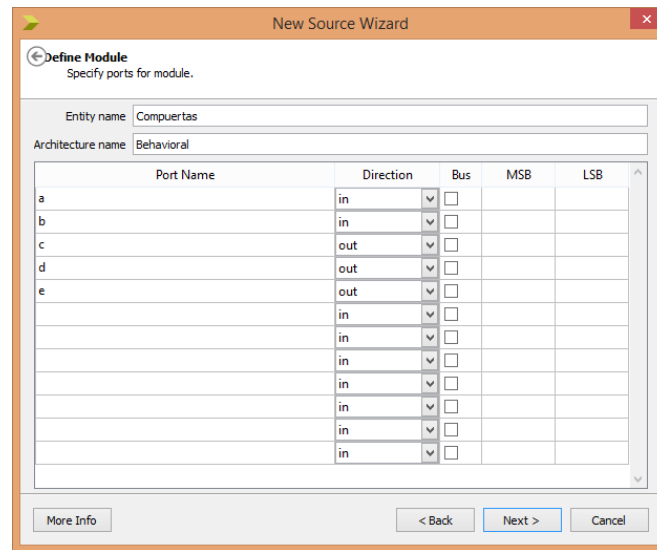 New Source Wizard
Define Module
Specify ports for module.
Entity name Compuertas
Architecture name Behavioral
Port Name Direction Bus MSB LSB
a in
b in
c out
d out
e out
in
in
in
in
in
in
in
More Info < Back Next > Cancel